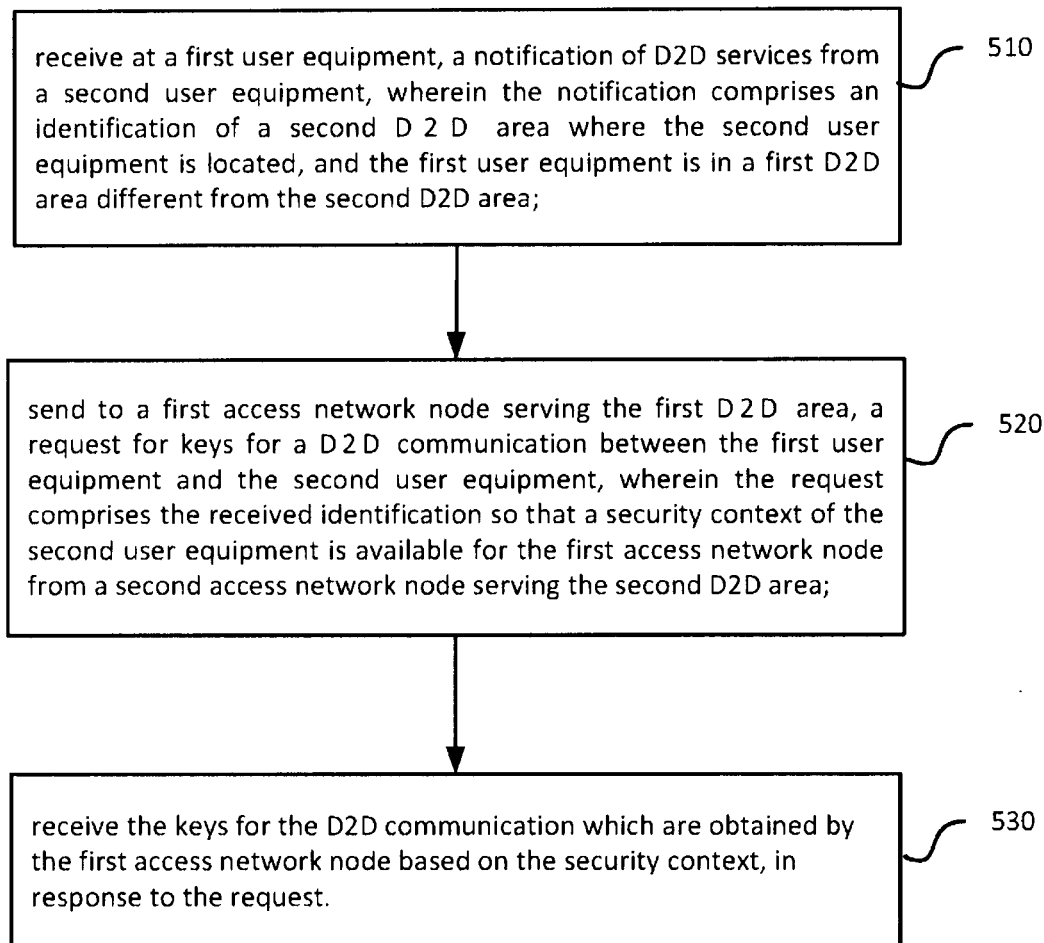 receive at a first user equipment, a notification of D2D services from
510
a second user equipment, wherein the notification comprises an
identification of a second D 2 D area where the second user
equipment is located, and the first user equipment is in a first D2D
area different from the second D2D area;
send to a first access network node serving the first D 2 D area, a
520
request for keys for a D 2 D communication between the first user
equipment and the second user equipment, wherein the request
comprises the received identification so that a security context of the
second user equipment is available for the first access network node
from a second access network node serving the second D2D area;
receive the keys for the D2D communication which are obtained by
530
the first access network node based on the security context, in
response to the request.